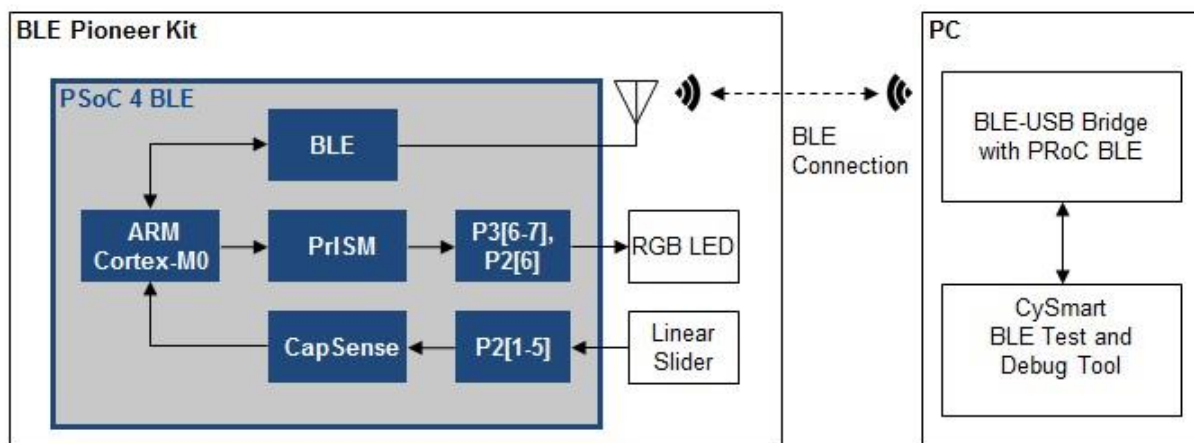 BLE Pioneer Kit
PSoC 4 BLE
BLE
ARM
Cortex-M0
PrISM
P3[6-7],
P2[6]
RGB LED
CapSense
P2[1-5]
Linear
Slider
BLE
Connection
PC
BLE-USB Bridge
with PRoC BLE
CySmart
BLE Test and
Debug Tool